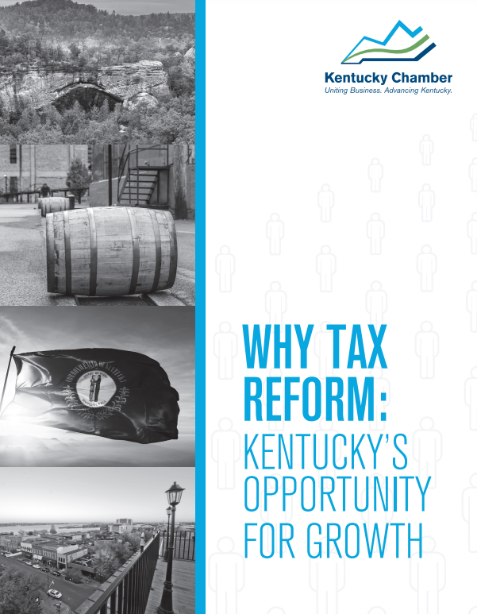 Kentucky Chamber
Uniting Business. Advancing Kentucky.
WHY TAX
REFORM:
KENTUCKY'S
OPPORTUNITY
FOR GROWTH